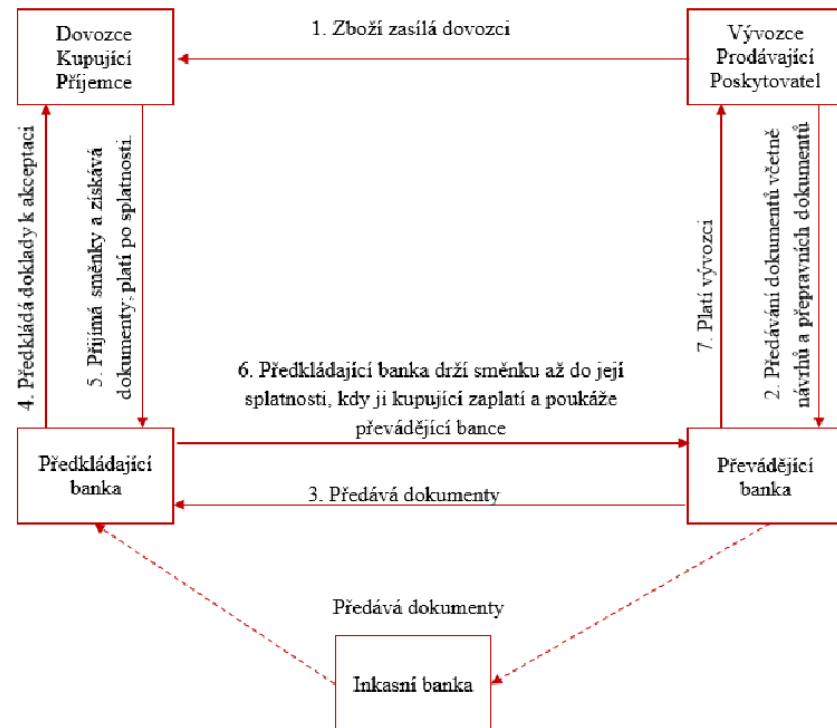 Dovozce
Kupující
Příjemce
1. Zboží zasílá dovozci
Vývozce
Prodávající
Poskytovatel
4. Předkládá doklady k akceptaci
5. Přijímá směnky a získává
dokumenty; platí po splatnosti.
7. Platí vývozci
2. Předávání dokumentů včetně
návrhů a přepravních dokumentů
6. Předkládající banka drží směnku až do její
splatnosti, kdy ji kupující zaplatí a poukáže
převádějící bance
Předkládající
banka
3. Předává dokumenty
Převádějící
banka
Předává dokumenty
Inkasní banka